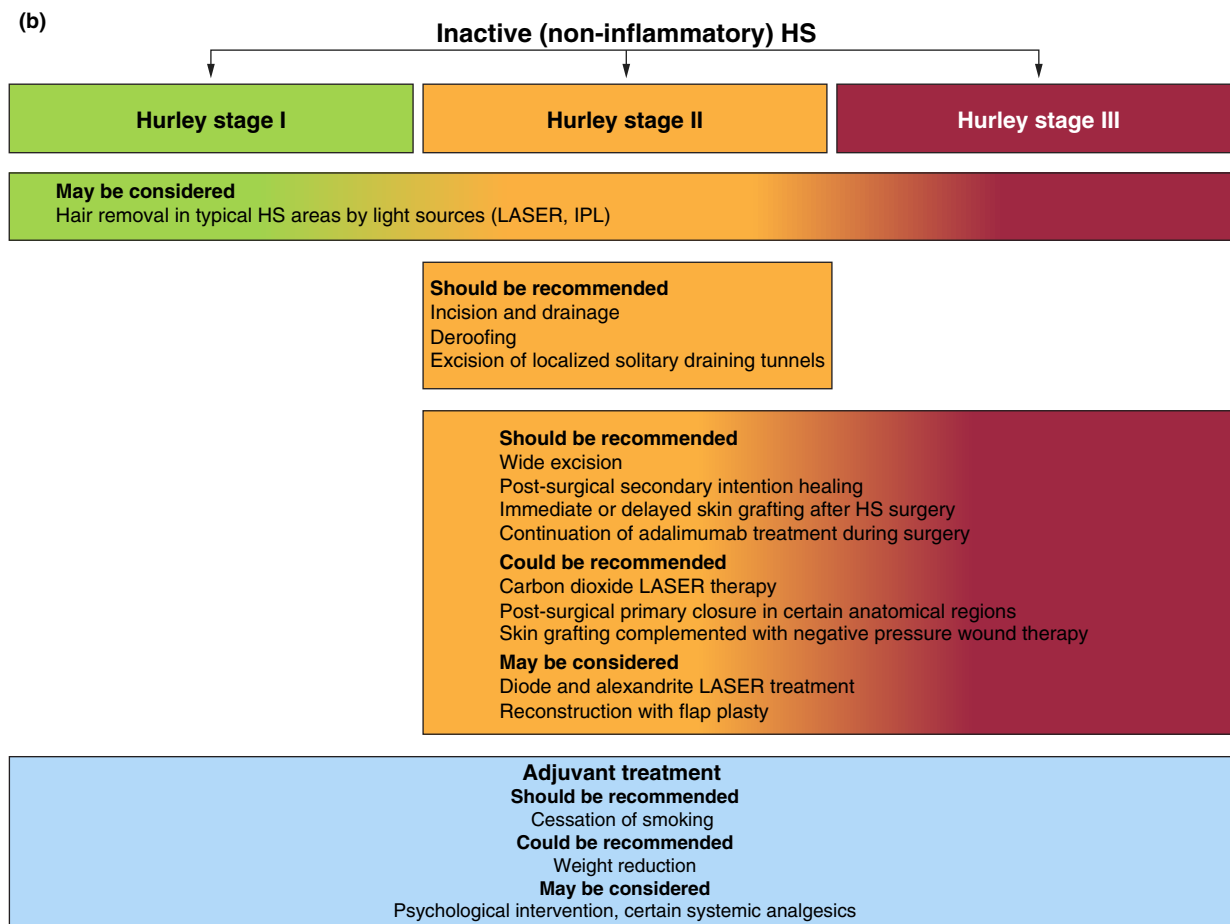 (b)
Inactive (non-inflammatory) HS
Hurley stage I
Hurley stage II
Hurley stage III
May be considered
Hair removal in typical HS areas by light sources (LASER, IPL)
Should be recommended
Incision and drainage
Deroofing
Excision of localized solitary draining tunnels
Should be recommended
Wide excision
Post-surgical secondary intention healing
Immediate or delayed skin grafting after HS surgery
Continuation of adalimumab treatment during surgery
Could be recommended
Carbon dioxide LASER therapy
Post-surgical primary closure in certain anatomical regions
Skin grafting complemented with negative pressure wound therapy
May be considered
Diode and alexandrite LASER treatment
Reconstruction with flap plasty
Adjuvant treatment
Should be recommended
Cessation of smoking
Could be recommended
Weight reduction
May be considered
Psychological intervention, certain systemic analgesics